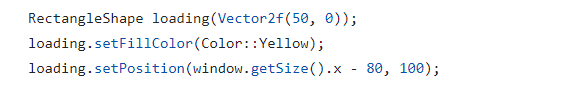 RectangleShape loading(Vector2f(50, 0));
loading.setFillColor(Color::Yellow);
loading.setPosition(window.getSize().x - 80, 100);